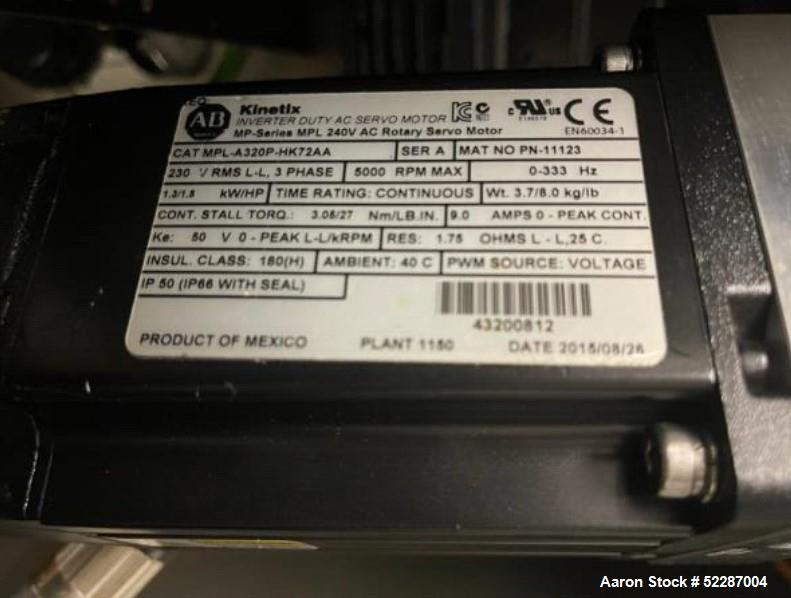 AB
Kinetix
INVERTER DUTY AC SERVO MOTOR
MP-Series MPL 240V AC Rotary Servo Motor
EN60034-1
CAT MPL-A320P-HK72AA SER A MAT NO PN-11123
230 V RMS L-L, 3 PHASE 5000 RPM MAX 0-333 Hz
1.3/1.8 kW/HP TIME RATING: CONTINUOUS Wt. 3.7/8.0 kg/lb
CONT. STALL TORQ.: 3.05/27 Nm/LB.IN. 9.0 AMPS 0 - PEAK CONT.
Ke: 50 V 0 - PEAK L-L/kRPM RES: 1.75 OHMS L - L, 25 C.
INSUL. CLASS: 180(H) AMBIENT: 40 C PWM SOURCE: VOLTAGE
IP 50 (IP66 WITH SEAL)
43200812
PRODUCT OF MEXICO PLANT 1150 DATE 2015/08/26
Aaron Stock # 52287004